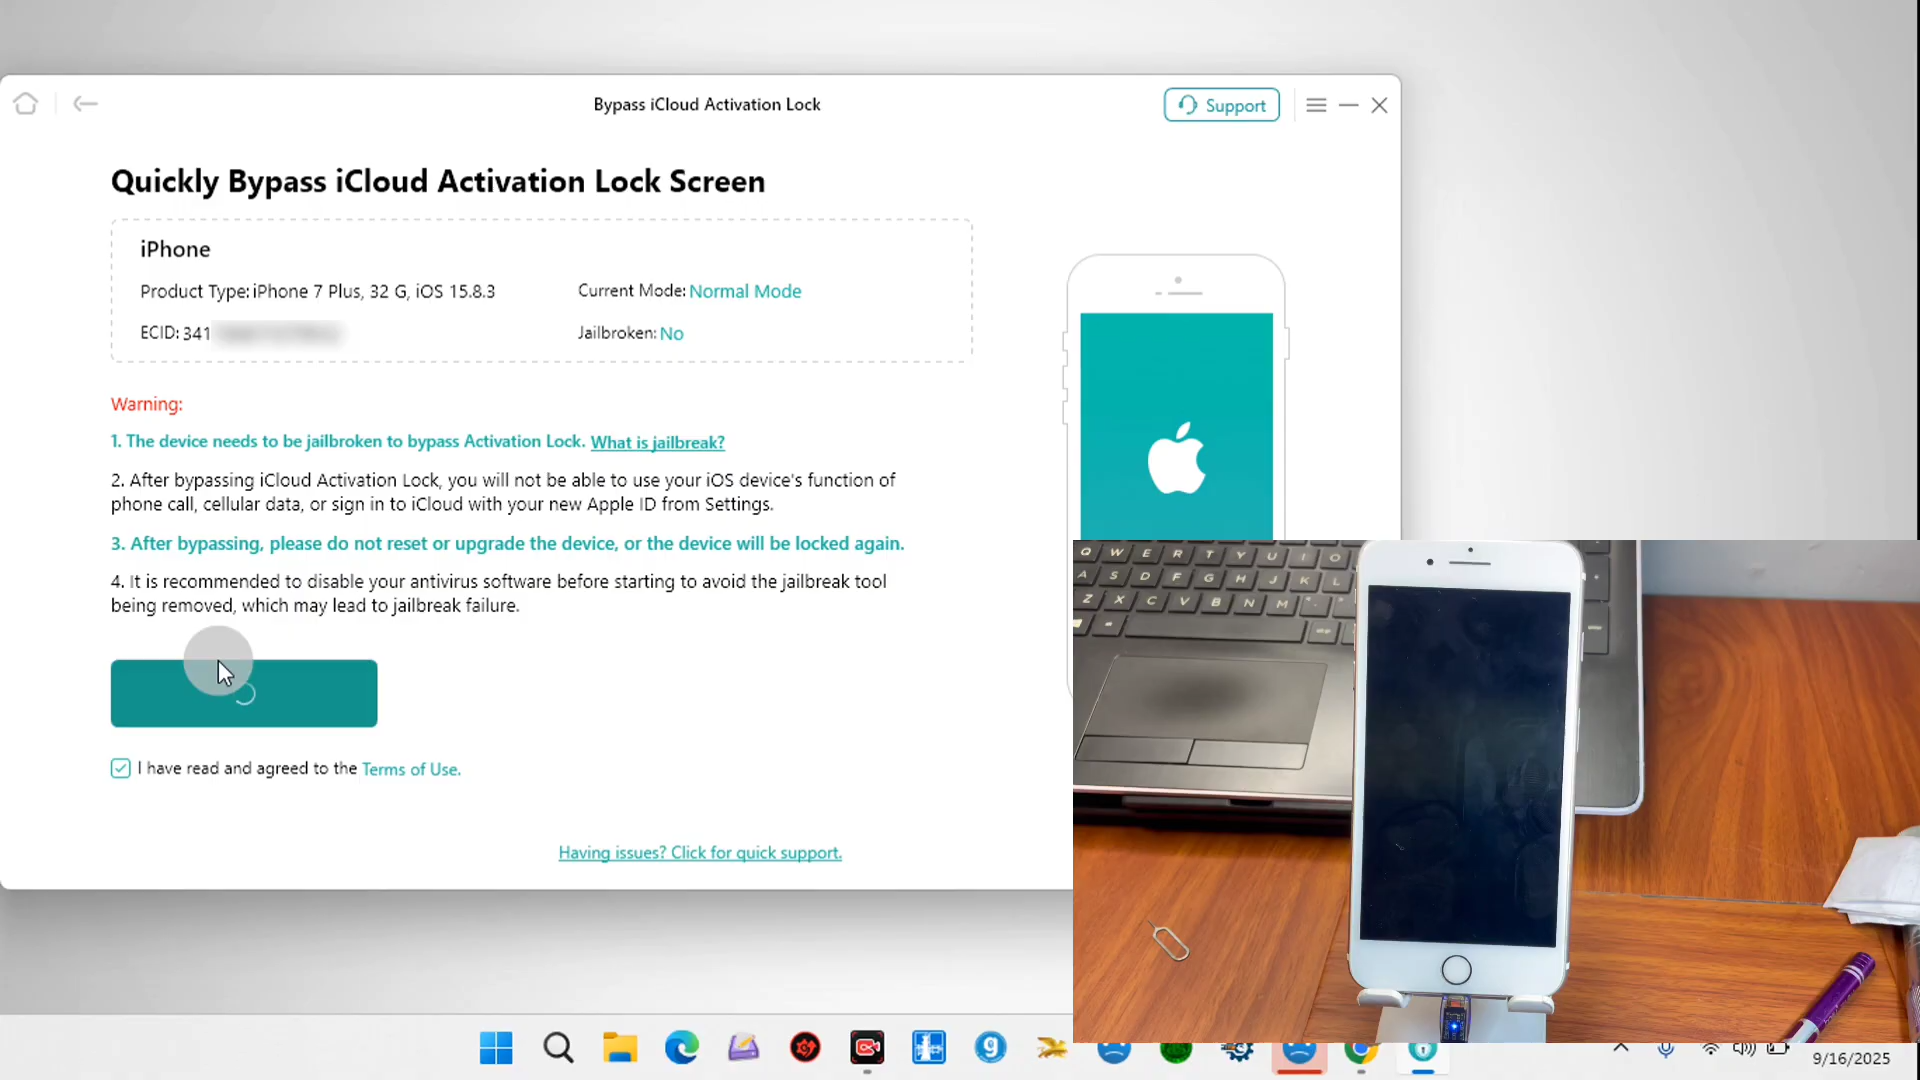 Bypass iCloud Activation Lock
Support
Quickly Bypass iCloud Activation Lock Screen
iPhone
Product Type: iPhone 7 Plus, 32 G, iOS 15.8.3
Current Mode: Normal Mode
ECID: 341
Jailbroken: No
Warning:
1. The device needs to be jailbroken to bypass Activation Lock. What is jailbreak?
2. After bypassing iCloud Activation Lock, you will not be able to use your iOS device's function of
phone call, cellular data, or sign in to iCloud with your new Apple ID from Settings.
3. After bypassing, please do not reset or upgrade the device, or the device will be locked again.
4. It is recommended to disable your antivirus software before starting to avoid the jailbreak tool
being removed, which may lead to jailbreak failure.
I have read and agreed to the Terms of Use.
Having issues? Click for quick support.
Q W E R T Y U I O
A S D F G H J K L
Z X C V B N M
9/16/2025